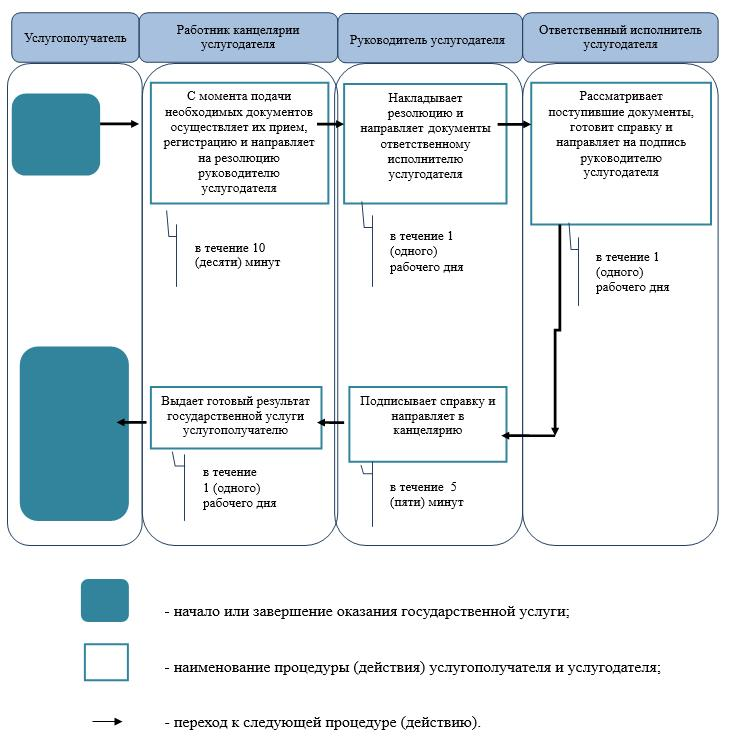 Услугополучатель
Работник канцелярии
услугодателя
Руководитель услугодателя
Ответственный исполнитель
услугодателя
С момента подачи
необходимых документов
осуществляет их прием,
регистрацию и направляет
на резолюцию
руководителю
услугодателя
Накладывает
резолюцию и
направляет документы
ответственному
исполнителю
услугодателя
Рассматривает
поступившие документы,
готовит справку и
направляет на подпись
руководителю
услугодателя
в течение 10
(десяти) минут
в течение 1
(одного)
рабочего дня
в течение 1
(одного)
рабочего дня
Выдает готовый результат
государственной услуги
услугополучателю
Подписывает справку и
направляет в
канцелярию
в течение
1 (одного)
рабочего дня
в течение 5
(пяти) минут
- начало или завершение оказания государственной услуги;
- наименование процедуры (действия) услугополучателя и услугодателя;
- переход к следующей процедуре (действию).